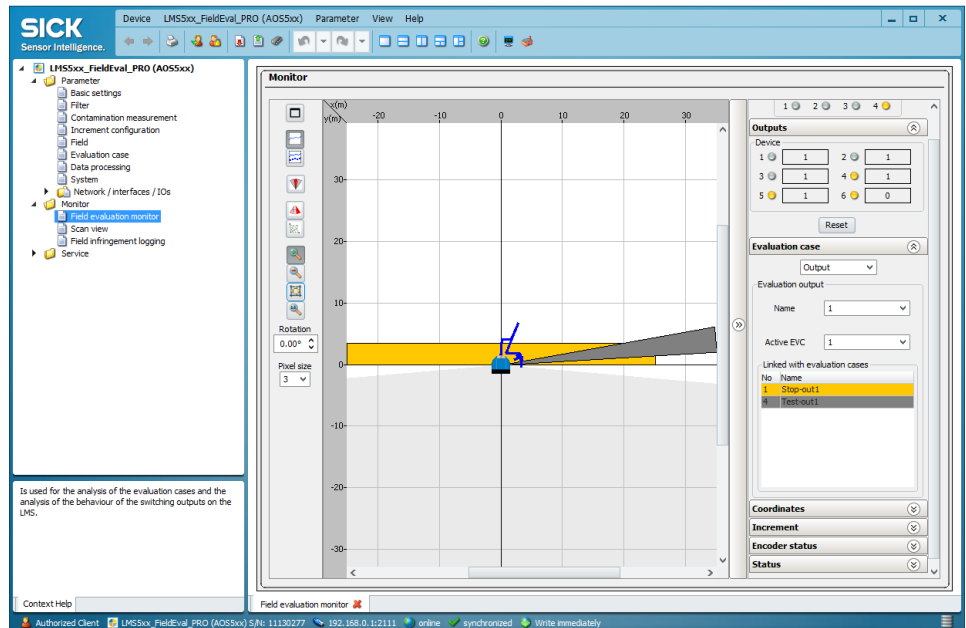 SICK
Sensor Intelligence.
Device LMS5xx_FieldEval_PRO (AOS5xx) Parameter View Help
LMS5xx_FieldEval_PRO (AOS5xx)
Parameter
Basic settings
Filter
Contamination measurement
Increment configuration
Field
Evaluation case
Data processing
System
Network / interfaces / IOs
Monitor
Field evaluation monitor
Scan view
Field infringement logging
Service
Is used for the analysis of the evaluation cases and the
analysis of the behaviour of the switching outputs on the
LMS.
Context Help
Monitor
Rotation
0.00°
Pixel size
3
x(m)
y(m)
-20 -10 0 10 20 30
30
20
10
0
-10
-20
-30
1 2 3 4
Outputs
Device
1 1 2 1
3 1 4 1
5 1 6 0
Reset
Evaluation case
Output
Evaluation output
Name 1
Active EVC 1
Linked with evaluation cases
No Name
1 Stop-out1
4 Test-out1
Coordinates
Increment
Encoder status
Status
Field evaluation monitor
Authorized Client LMS5xx_FieldEval_PRO (AOS5xx) S/N: 11130277 192.168.0.1:2111 online synchronized Write immediately